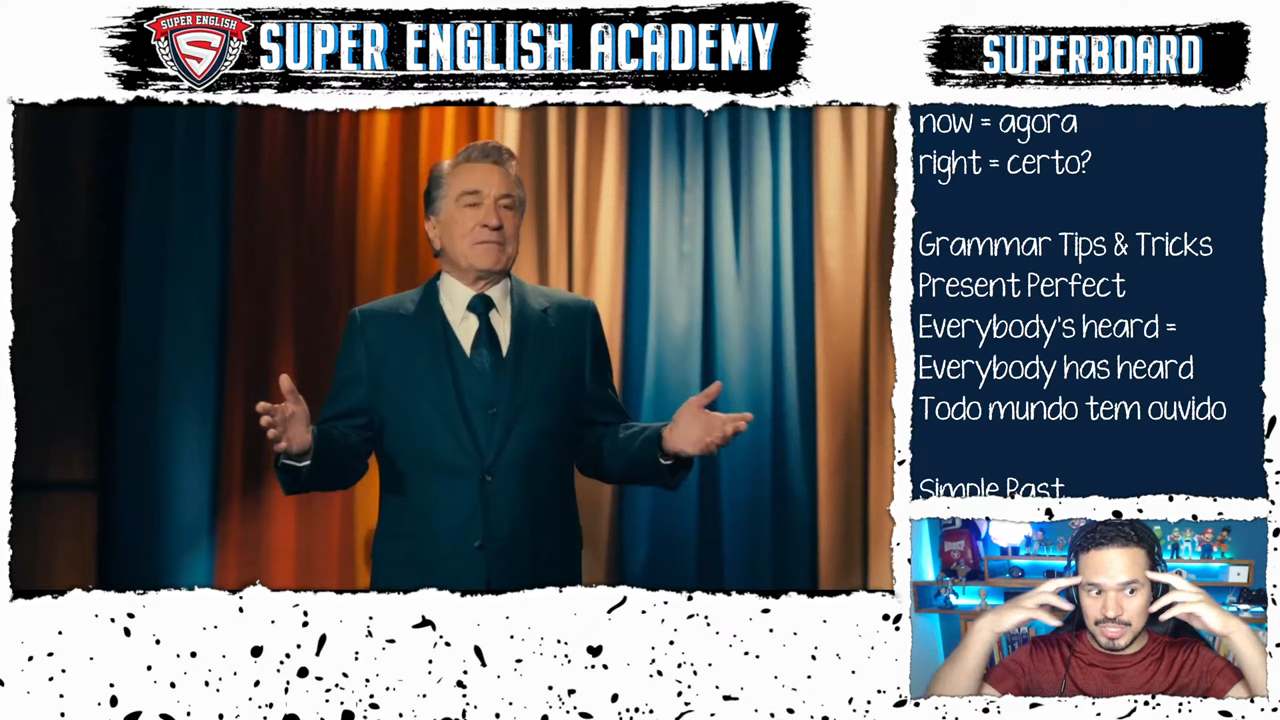 SUPER ENGLISH
S
SUPER ENGLISH ACADEMY
SUPERBOARD
now = agora
right = certo?
Grammar Tips & Tricks
Present Perfect
Everybody's heard =
Everybody has heard
Todo mundo tem ouvido
Simple Past